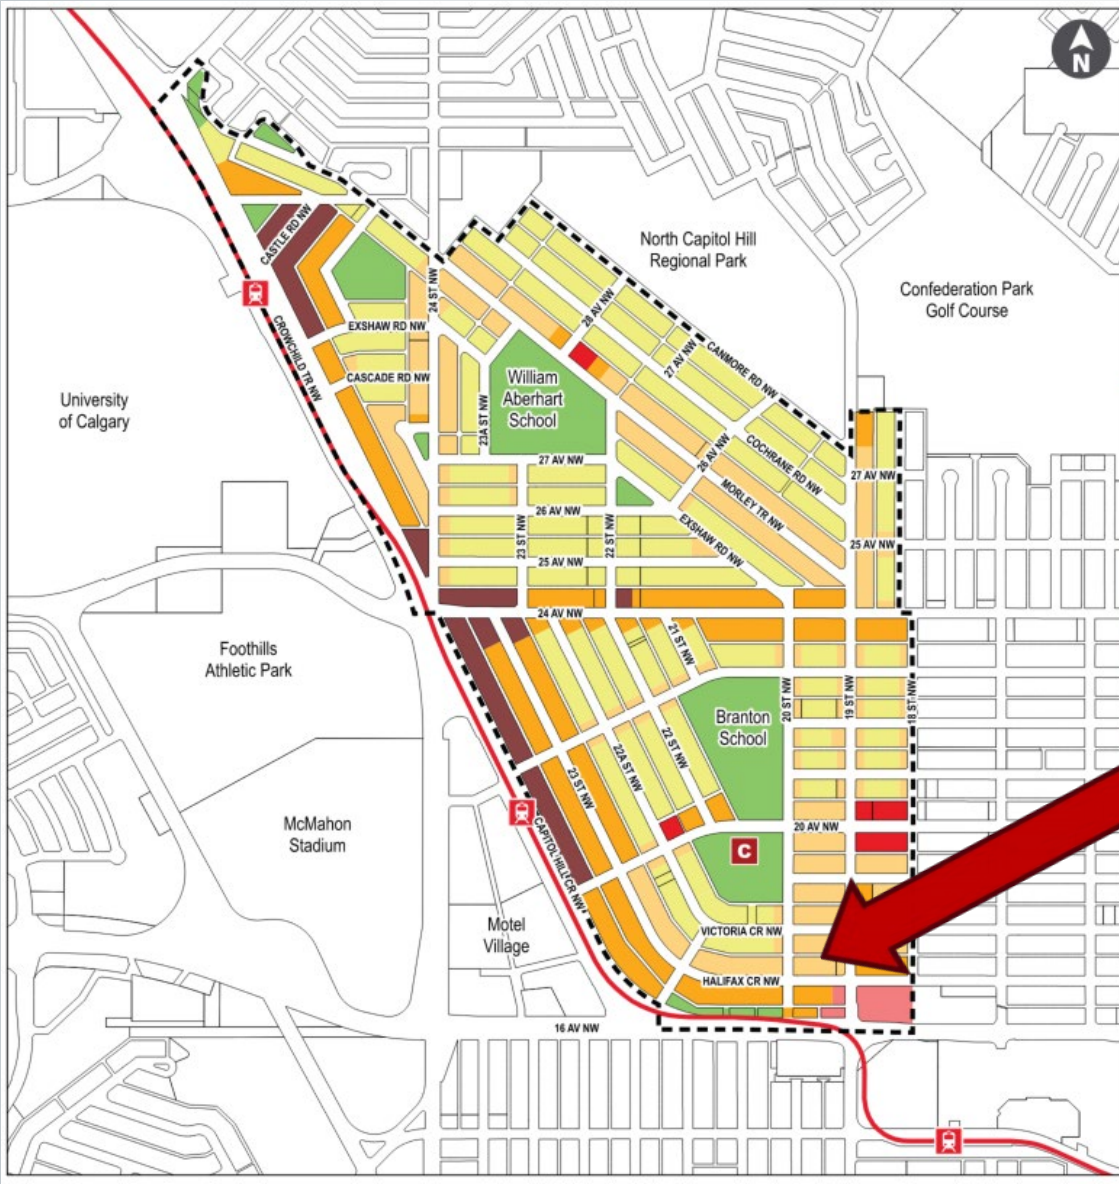 N
North Capitol Hill
Regional Park
Confederation Park
Golf Course
CASTLE RD NW
24 ST NW
28 AV NW
EXSHAW RD NW
CROWCHILD TR NW
27 AV NW
CANMORE RD NW
CASCADE RD NW
William
Aberhart
School
University
of Calgary
23A ST NW
26 AV NW
COCHRANE RD NW
27 AV NW
27 AV NW
MORLEY TR NW
26 AV NW
EXSHAW RD NW
23 ST NW
22 ST NW
25 AV NW
25 AV NW
24 AV NW
Foothills
Athletic Park
21 ST NW
20 ST NW
19 ST NW
18 ST NW
Branton
School
22 ST NW
22A ST NW
23 ST NW
McMahon
Stadium
CAPITOL HILL CR NW
20 AV NW
C
Motel
Village
VICTORIA CR NW
HALIFAX CR NW
16 AV NW